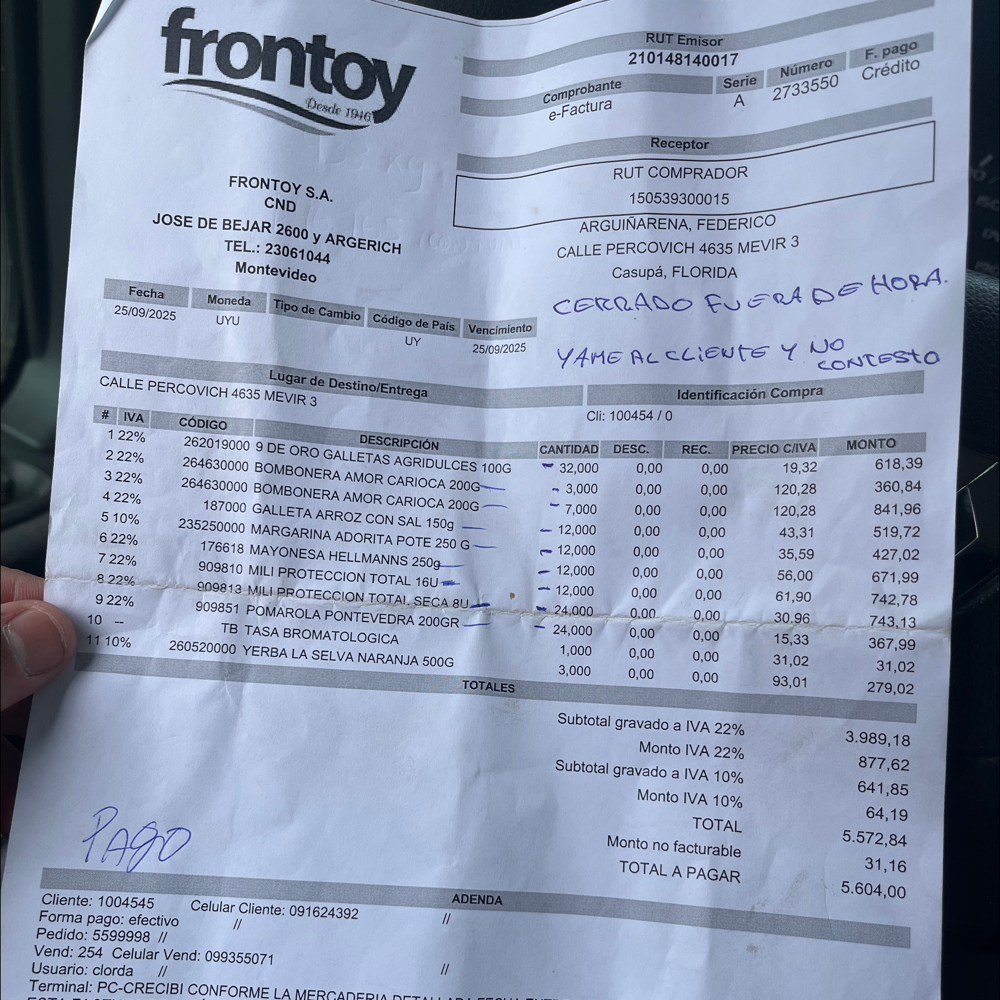 frontoy
Desde 1946
RUT Emisor
210148140017
Comprobante Serie Número F. pago
e-Factura A 2733550 Crédito
Receptor
RUT COMPRADOR
150539300015
ARGUIÑARENA, FEDERICO
CALLE PERCOVICH 4635 MEVIR 3
Casupá, FLORIDA
FRONTOY S.A.
CND
JOSE DE BEJAR 2600 y ARGERICH
TEL.: 23061044
Montevideo
CERRADO FUERA DE HORA.
YAME AL CLIENTE Y NO
CONTESTO
Fecha Moneda Tipo de Cambio Código de País Vencimiento
25/09/2025 UYU UY 25/09/2025
Lugar de Destino/Entrega Identificación Compra
CALLE PERCOVICH 4635 MEVIR 3 Cli: 100454 / 0
# IVA CÓDIGO DESCRIPCIÓN CANTIDAD DESC. REC. PRECIO C/IVA MONTO
1 22% 262019000 9 DE ORO GALLETAS AGRIDULCES 100G 32,000 0,00 0,00 19,32 618,39
2 22% 264630000 BOMBONERA AMOR CARIOCA 200G 3,000 0,00 0,00 120,28 360,84
3 22% 264630000 BOMBONERA AMOR CARIOCA 200G 7,000 0,00 0,00 120,28 841,96
4 22% 187000 GALLETA ARROZ CON SAL 150g 12,000 0,00 0,00 43,31 519,72
5 10% 235250000 MARGARINA ADORITA POTE 250 G 12,000 0,00 0,00 35,59 427,02
6 22% 176618 MAYONESA HELLMANNS 250g 12,000 0,00 0,00 56,00 671,99
7 22% 909810 MILI PROTECCION TOTAL 16U 12,000 0,00 0,00 61,90 742,78
8 22% 909813 MILI PROTECCION TOTAL SECA 8U 24,000 0,00 0,00 30,96 743,13
9 22% 909851 POMAROLA PONTEVEDRA 200GR 24,000 0,00 0,00 15,33 367,99
10 -- TB TASA BROMATOLOGICA 1,000 0,00 0,00 31,02 31,02
11 10% 260520000 YERBA LA SELVA NARANJA 500G 3,000 0,00 0,00 93,01 279,02
TOTALES
Subtotal gravado a IVA 22% 3.989,18
Monto IVA 22% 877,62
Subtotal gravado a IVA 10% 641,85
Monto IVA 10% 64,19
TOTAL 5.572,84
Monto no facturable 31,16
TOTAL A PAGAR 5.604,00
PAGO
ADENDA
Cliente: 1004545 Celular Cliente: 091624392 //
Forma pago: efectivo //
Pedido: 5599998 //
Vend: 254 Celular Vend: 099355071
Usuario: clorda // //
Terminal: PC-CRECIBI CONFORME LA MERCADERIA DETALLADA FECHA